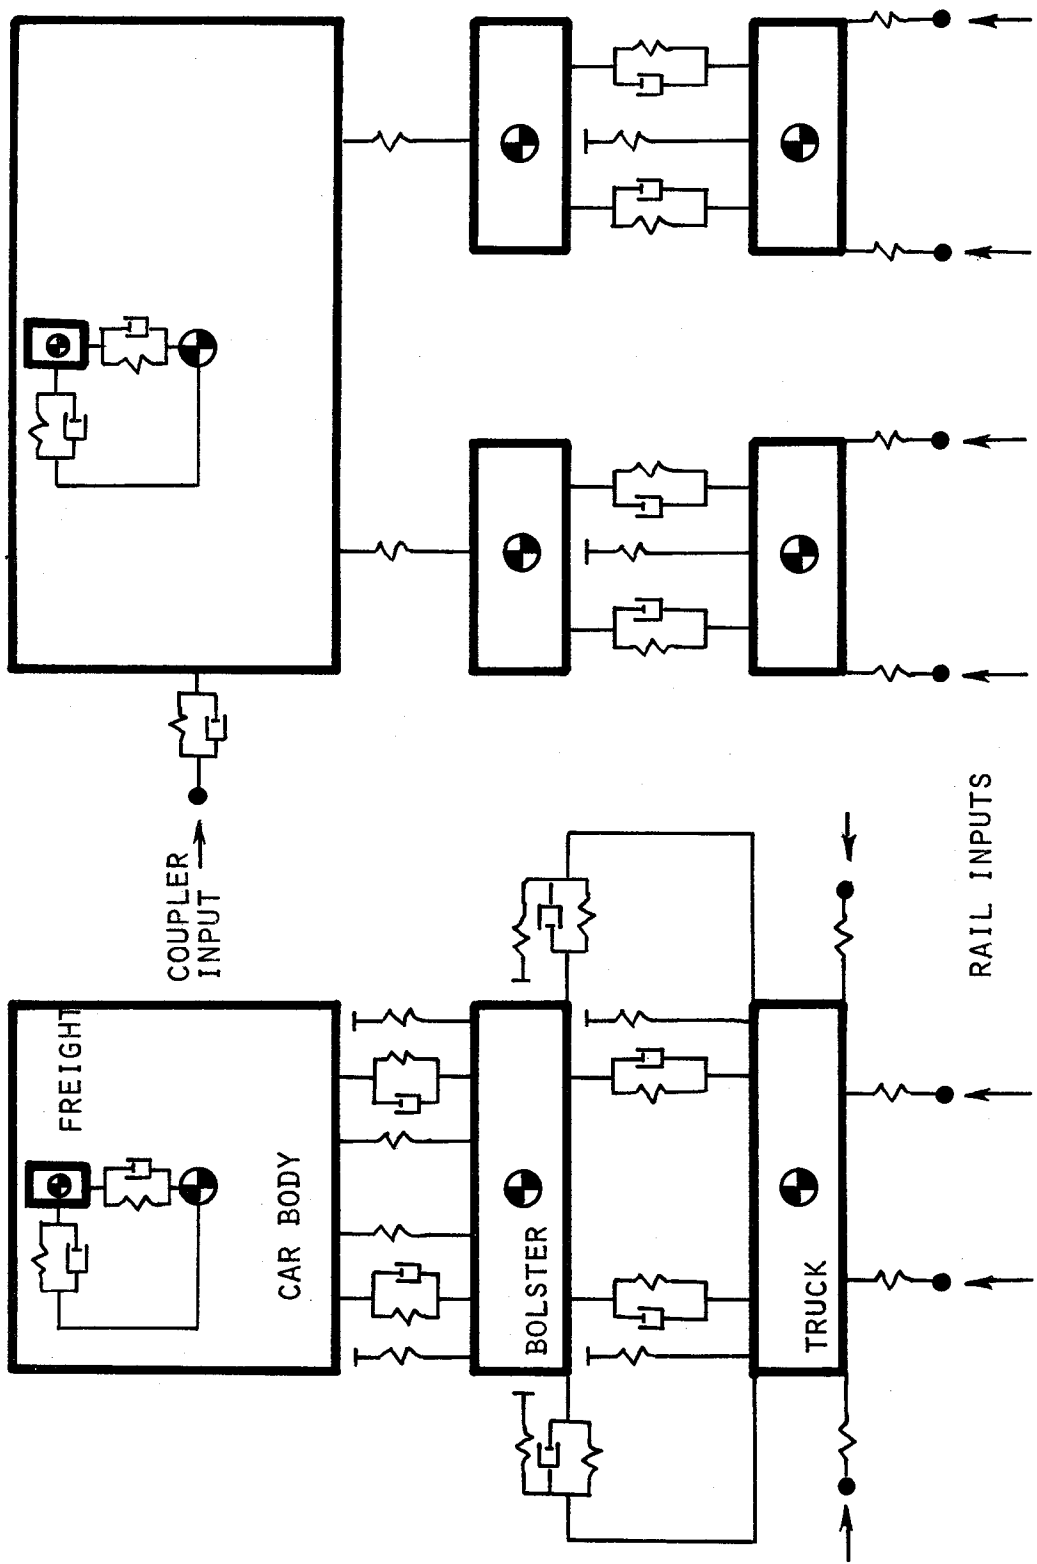 FREIGHT
CAR BODY
BOLSTER
TRUCK
COUPLER
INPUT
RAIL INPUTS